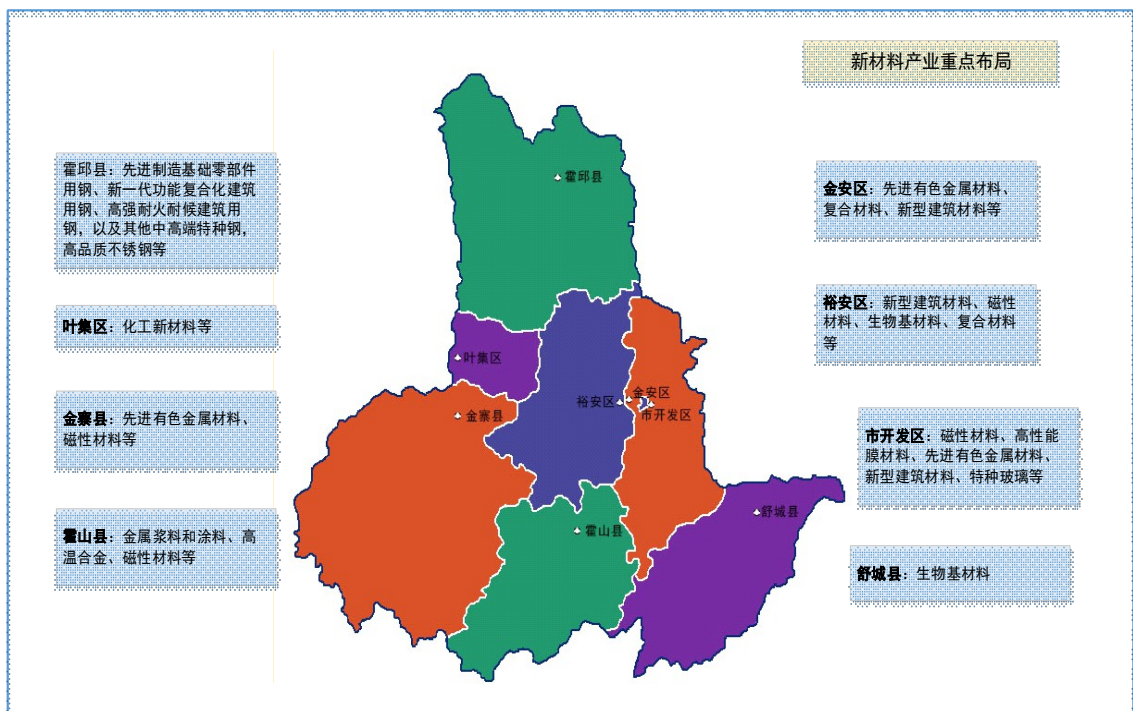 新材料产业重点布局
霍邱县：先进制造基础零部件
用钢、新一代功能复合化建筑
用钢、高强耐火耐候建筑用
钢，以及其他中高端特种钢，
高品质不锈钢等
叶集区：化工新材料等
金寨县：先进有色金属材料、
磁性材料等
霍山县：金属浆料和涂料、高
温合金、磁性材料等
霍邱县
叶集区
金寨县
裕安区
金安区
市开发区
霍山县
舒城县
金安区：先进有色金属材料、
复合材料、新型建筑材料等
裕安区：新型建筑材料、磁性
材料、生物基材料、复合材料
等
市开发区：磁性材料、高性能
膜材料、先进有色金属材料、
新型建筑材料、特种玻璃等
舒城县：生物基材料